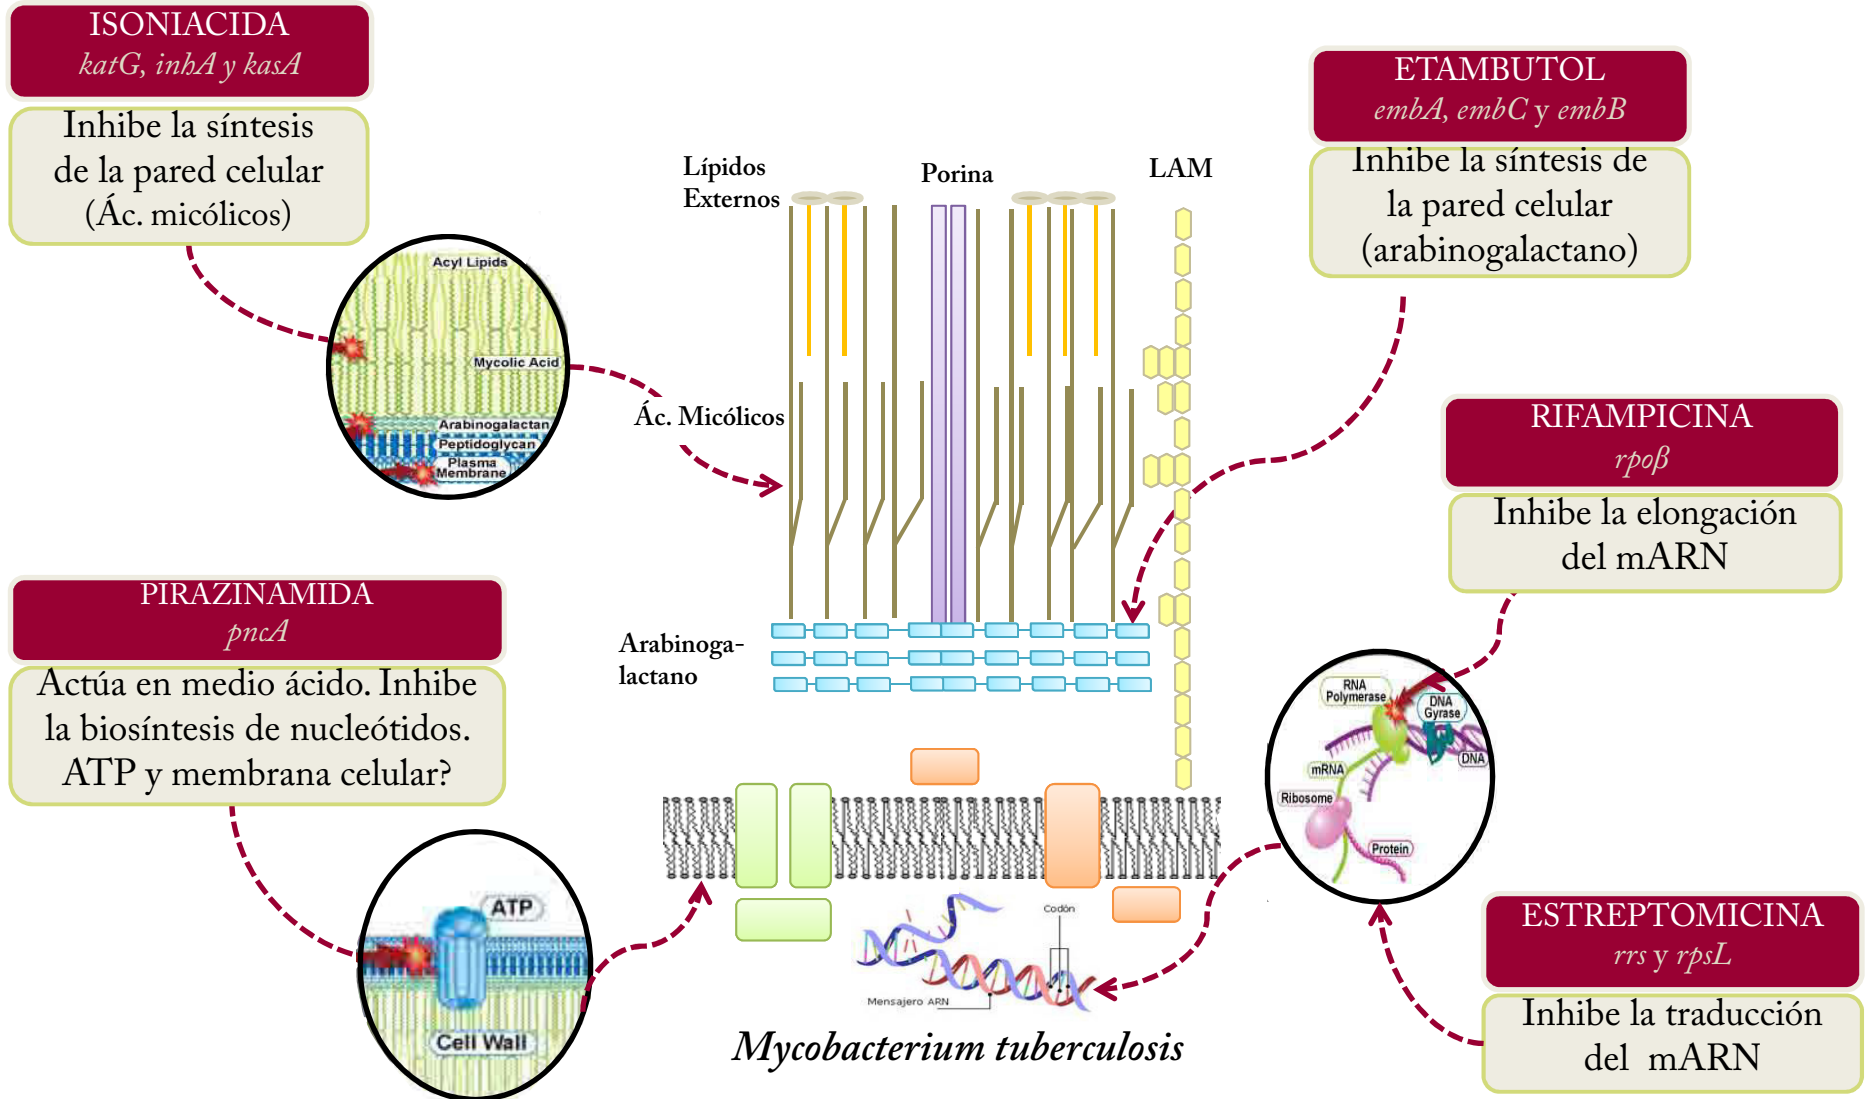 ISONIACIDA
katG, inhA y kasA
Inhibe la síntesis
de la pared celular
(Ác. micólicos)
Acyl Lipids
Mycolic Acid
Arabinogalactan
Peptidoglycan
Plasma
Membrane
PIRAZINAMIDA
pncA
Actúa en medio ácido. Inhibe
la biosíntesis de nucleótidos.
ATP y membrana celular?
ATP
Cell Wall
Lípidos
Externos
Porina
LAM
Ác. Micólicos
Arabinoga-
lactano
Codón
Mensajero ARN
Mycobacterium tuberculosis
ETAMBUTOL
embA, embC y embB
Inhibe la síntesis de
la pared celular
(arabinogalactano)
RIFAMPICINA
rpoβ
Inhibe la elongación
del mARN
RNA
Polymerase
DNA
Gyrase
DNA
mRNA
Ribosome
Protein
ESTREPTOMICINA
rrs y rpsL
Inhibe la traducción
del mARN